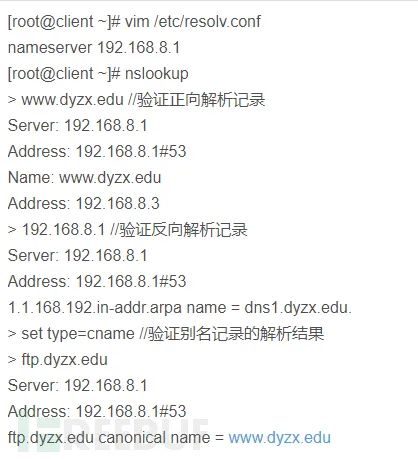 [root@client ~]# vim /etc/resolv.conf
nameserver 192.168.8.1
[root@client ~]# nslookup
> www.dyzx.edu //验证正向解析记录
Server: 192.168.8.1
Address: 192.168.8.1#53
Name: www.dyzx.edu
Address: 192.168.8.3
> 192.168.8.1 //验证反向解析记录
Server: 192.168.8.1
Address: 192.168.8.1#53
1.1.168.192.in-addr.arpa name = dns1.dyzx.edu.
> set type=cname //验证别名记录的解析结果
> ftp.dyzx.edu
Server: 192.168.8.1
Address: 192.168.8.1#53
ftp.dyzx.edu canonical name = www.dyzx.edu